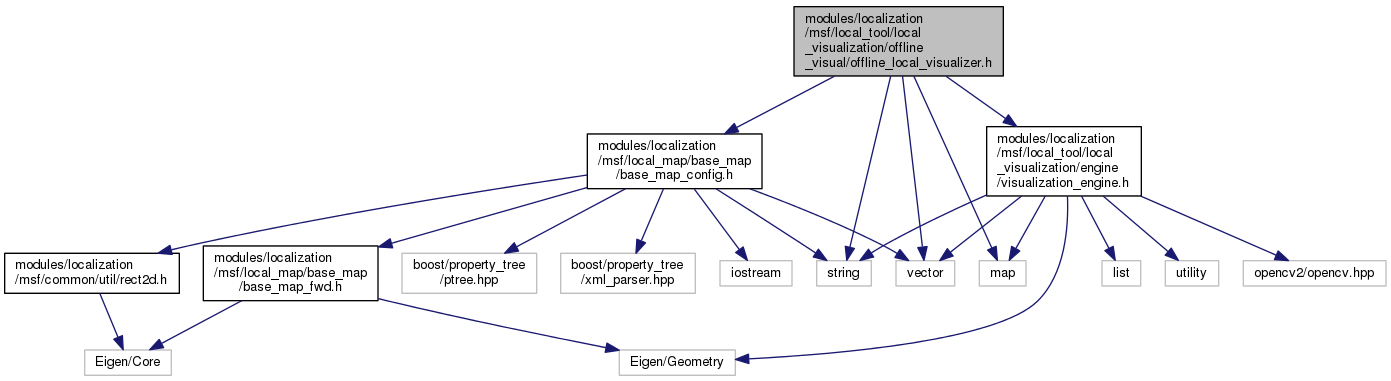 modules/localization
/msf/local_tool/local
_visualization/offline
_visual/offline_local_visualizer.h
modules/localization
/msf/local_map/base_map
/base_map_config.h
modules/localization
/msf/local_tool/local
_visualization/engine
/visualization_engine.h
modules/localization
/msf/common/util/rect2d.h
modules/localization
/msf/local_map/base_map
/base_map_fwd.h
boost/property_tree
/ptree.hpp
boost/property_tree
/xml_parser.hpp
iostream
string
vector
map
list
utility
opencv2/opencv.hpp
Eigen/Core
Eigen/Geometry